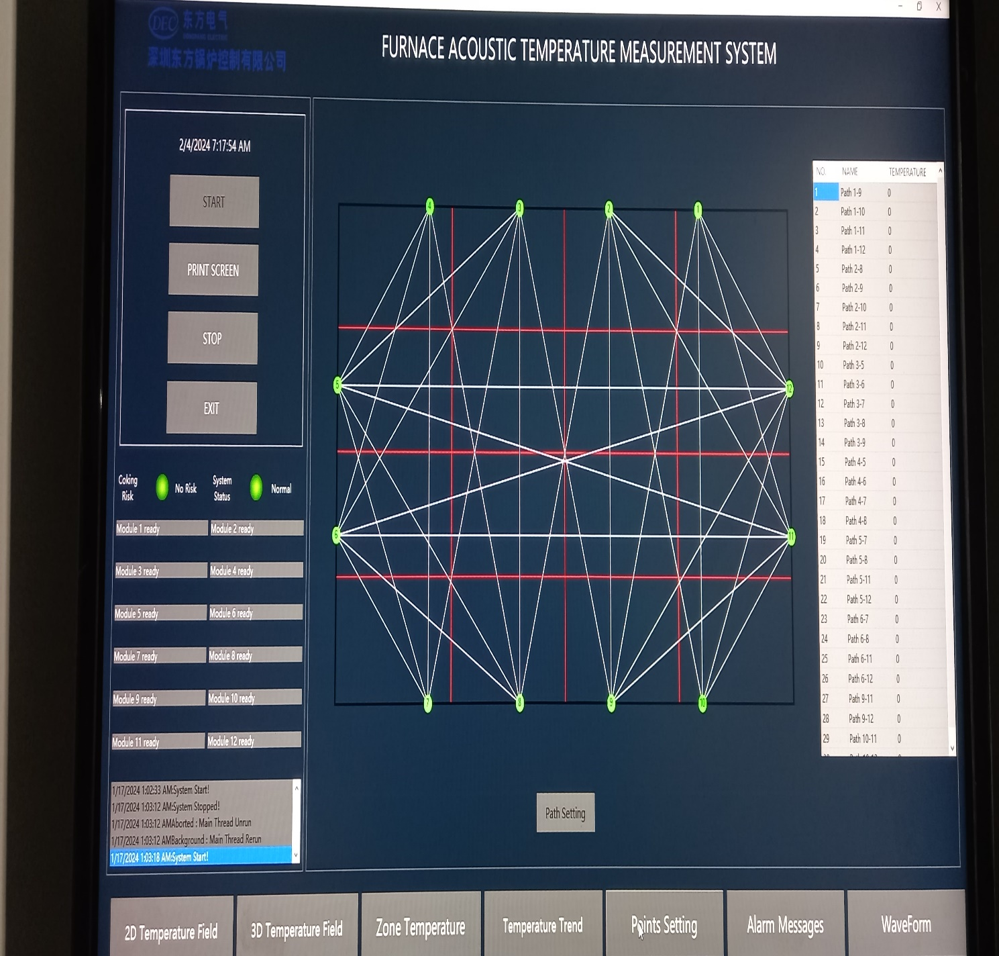 DEC 东方电气
DONGFANG ELECTRIC
深圳东方锅炉控制有限公司
FURNACE ACOUSTIC TEMPERATURE MEASUREMENT SYSTEM
2/4/2024 7:17:54 AM
START
PRINT SCREEN
STOP
EXIT
Coking Risk No Risk System Status Normal
Module 1 ready Module 2 ready
Module 3 ready Module 4 ready
Module 5 ready Module 6 ready
Module 7 ready Module 8 ready
Module 9 ready Module 10 ready
Module 11 ready Module 12 ready
1/17/2024 1:02:33 AM:System Start!
1/17/2024 1:03:12 AM:System Stopped!
1/17/2024 1:03:12 AMAborted : Main Thread Unrun
1/17/2024 1:03:12 AMBackground : Main Thread Rerun
1/17/2024 1:03:18 AM:System Start!
4 3 2 1
5 12
6 11
7 8 9 10
NO. NAME TEMPERATURE
1 Path 1-9 0
2 Path 1-10 0
3 Path 1-11 0
4 Path 1-12 0
5 Path 2-8 0
6 Path 2-9 0
7 Path 2-10 0
8 Path 2-11 0
9 Path 2-12 0
10 Path 3-5 0
11 Path 3-6 0
12 Path 3-7 0
13 Path 3-8 0
14 Path 3-9 0
15 Path 4-5 0
16 Path 4-6 0
17 Path 4-7 0
18 Path 4-8 0
19 Path 5-7 0
20 Path 5-8 0
21 Path 5-11 0
22 Path 5-12 0
23 Path 6-7 0
24 Path 6-8 0
25 Path 6-11 0
26 Path 6-12 0
27 Path 9-11 0
28 Path 9-12 0
29 Path 10-11 0
Path Setting
2D Temperature Field 3D Temperature Field Zone Temperature Temperature Trend Points Setting Alarm Messages WaveForm